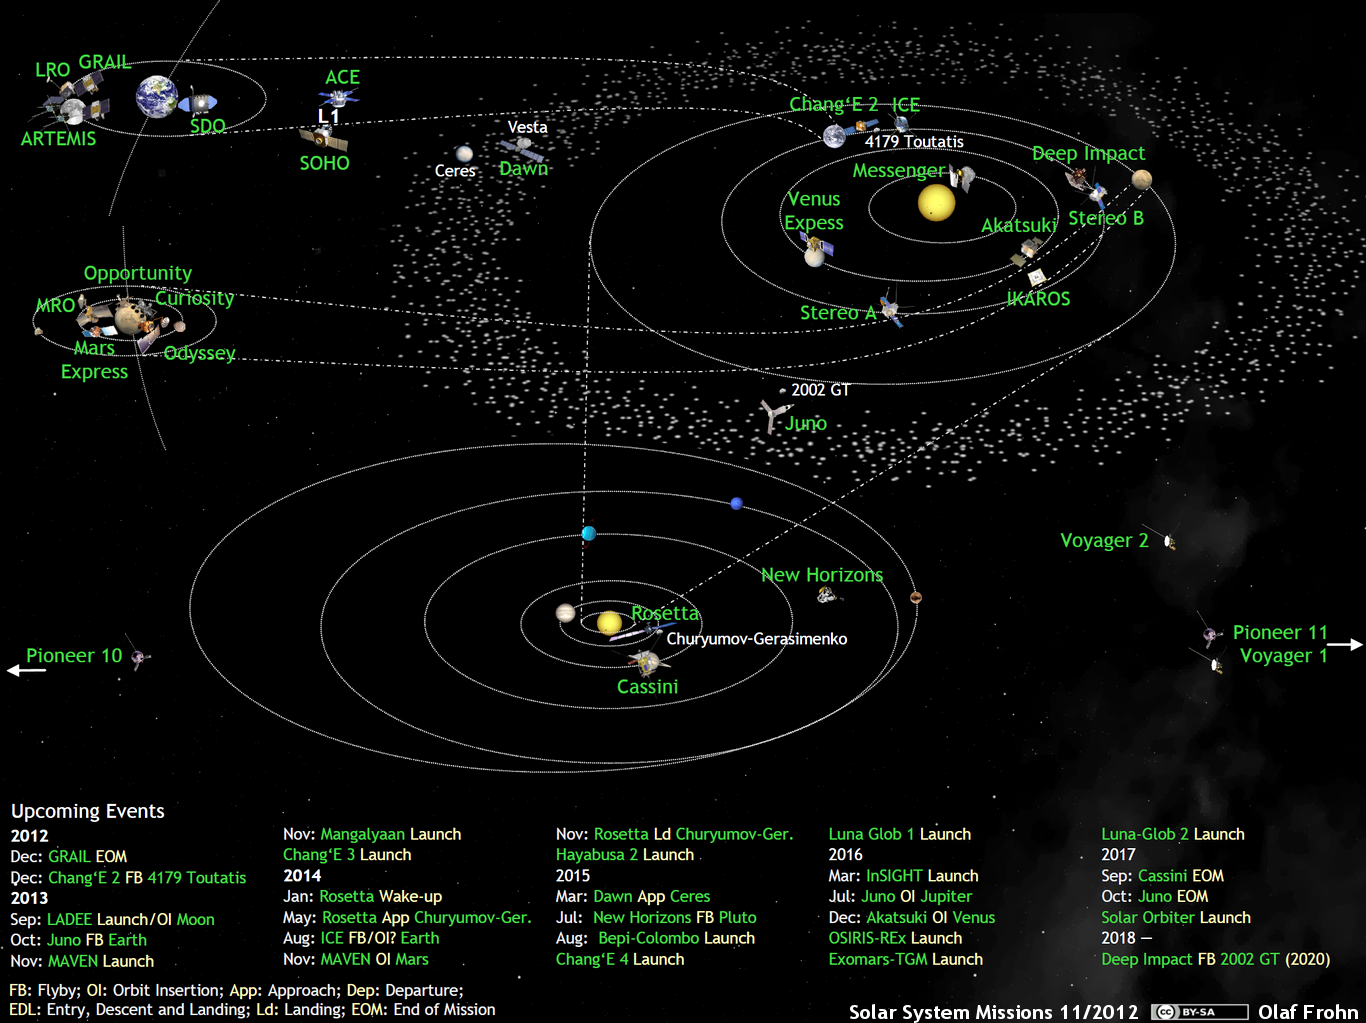 LRO
GRAIL
ARTEMIS
SDO
ACE
L1
SOHO
Vesta
Ceres
Dawn
Chang‘E 2
ICE
4179 Toutatis
Messenger
Deep Impact
Venus
Expess
Akatsuki
Stereo B
IKAROS
Stereo A
Opportunity
MRO
Curiosity
Mars
Express
Odyssey
2002 GT
Juno
Voyager 2
New Horizons
Rosetta
Churyumov-Gerasimenko
Cassini
Pioneer 10
Pioneer 11
Voyager 1
Upcoming Events
2012
Dec: GRAIL EOM
Dec: Chang‘E 2 FB 4179 Toutatis
2013
Sep: LADEE Launch/OI Moon
Oct: Juno FB Earth
Nov: MAVEN Launch
Nov: Mangalyaan Launch
Chang‘E 3 Launch
2014
Jan: Rosetta Wake-up
May: Rosetta App Churyumov-Ger.
Aug: ICE FB/OI? Earth
Nov: MAVEN OI Mars
Nov: Rosetta Ld Churyumov-Ger.
Hayabusa 2 Launch
2015
Mar: Dawn App Ceres
Jul: New Horizons FB Pluto
Aug: Bepi-Colombo Launch
Chang‘E 4 Launch
Luna Glob 1 Launch
2016
Mar: InSIGHT Launch
Jul: Juno OI Jupiter
Dec: Akatsuki OI Venus
OSIRIS-REx Launch
Exomars-TGM Launch
Luna-Glob 2 Launch
2017
Sep: Cassini EOM
Oct: Juno EOM
Solar Orbiter Launch
2018 —
Deep Impact FB 2002 GT (2020)
FB: Flyby; OI: Orbit Insertion; App: Approach; Dep: Departure;
EDL: Entry, Descent and Landing; Ld: Landing; EOM: End of Mission
Solar System Missions 11/2012 cc BY-SA Olaf Frohn